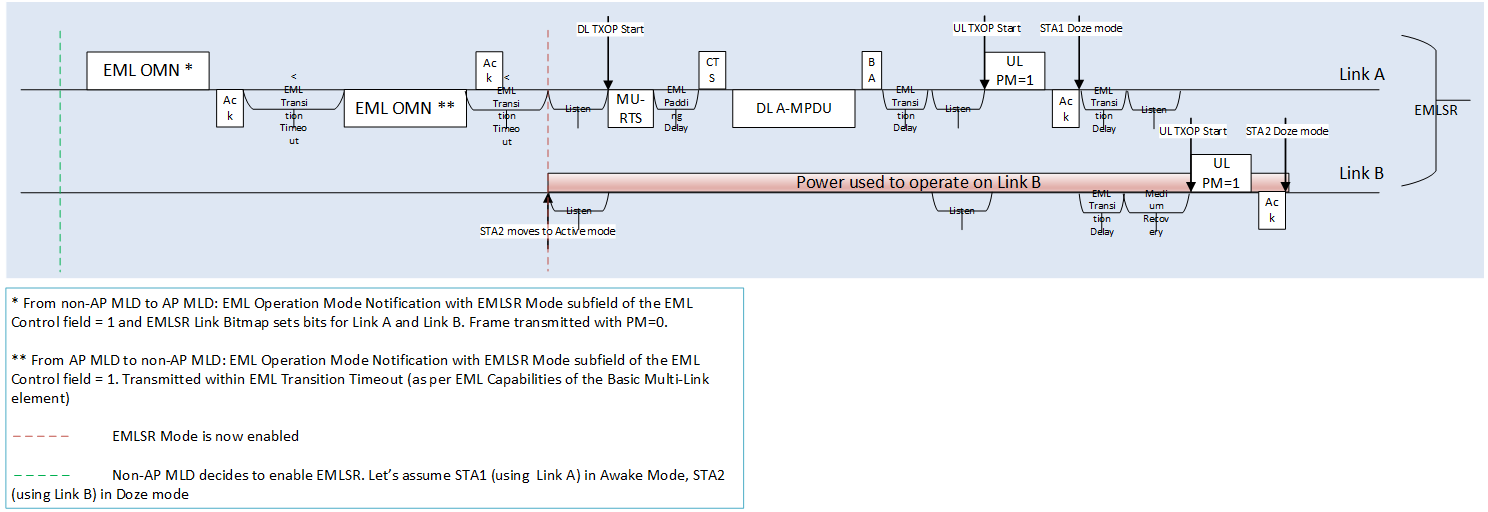 DL TXOP Start
UL TXOP Start
STA1 Doze mode
EML OMN *
Ac
k
<
EML
Transi
tion
Timeo
ut
EML OMN **
Ac
k
<
EML
Transi
tion
Timeo
ut
Listen
MU-
RTS
EML
Paddi
ng
Delay
CT
S
DL A-MPDU
B
A
EML
Transi
tion
Delay
Listen
UL
PM=1
Ac
k
EML
Transi
tion
Delay
Listen
Link A
EMLSR
UL TXOP Start
STA2 Doze mode
Power used to operate on Link B
UL
PM=1
Link B
Listen
STA2 moves to Active mode
Listen
EML
Transi
tion
Delay
Medi
um
Recov
ery
Ac
k
* From non-AP MLD to AP MLD: EML Operation Mode Notification with EMLSR Mode subfield of the EML
Control field = 1 and EMLSR Link Bitmap sets bits for Link A and Link B. Frame transmitted with PM=0.
** From AP MLD to non-AP MLD: EML Operation Mode Notification with EMLSR Mode subfield of the EML
Control field = 1. Transmitted within EML Transition Timeout (as per EML Capabilities of the Basic Multi-Link
element)
EMLSR Mode is now enabled
Non-AP MLD decides to enable EMLSR. Let's assume STA1 (using Link A) in Awake Mode, STA2
(using Link B) in Doze mode